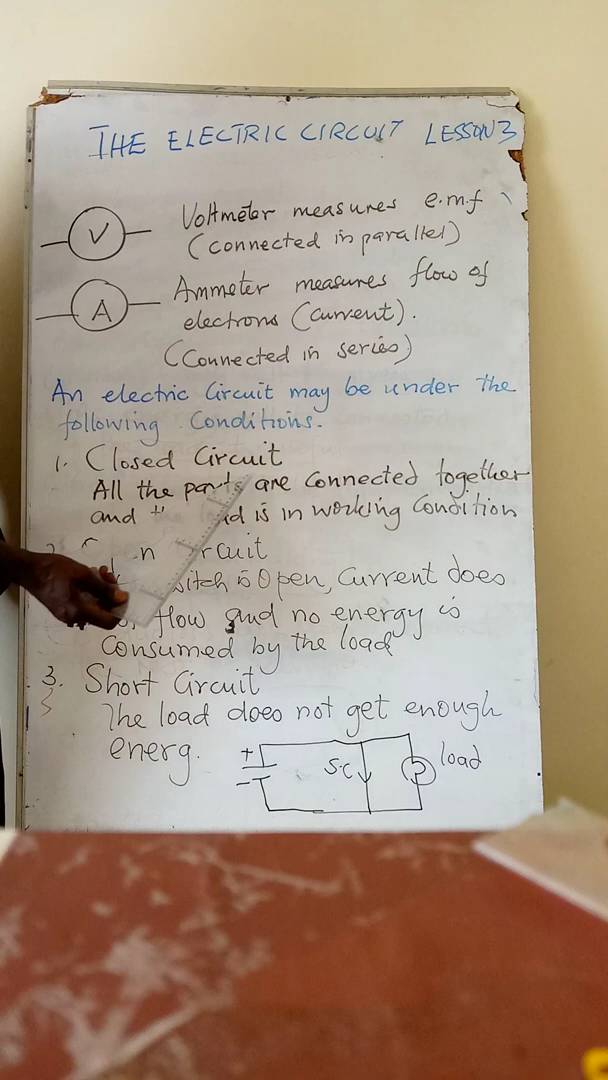 THE ELECTRIC CIRCUIT LESSON 3
V
Voltmeter measures e.m.f
(connected in parallel)
A
Ammeter measures flow of
electrons (current).
(Connected in series)
An electric Circuit may be under the
following Conditions.
1. Closed Circuit
All the parts are Connected together
and is in working Condition
n rcuit
itch is Open, Current does
flow and no energy is
Consumed by the load
3. Short Circuit
The load does not get enough
energ.
+ S.C load
-